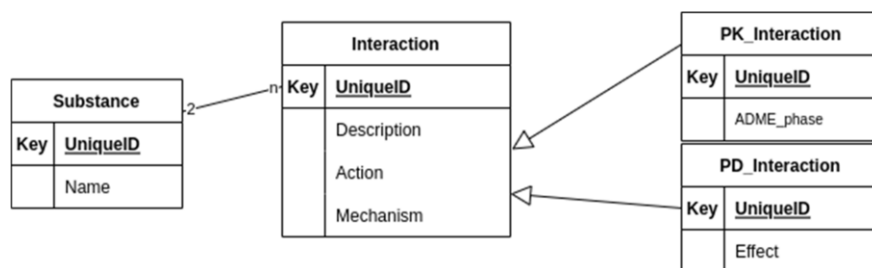 Substance
Key UniqueID
Name
2
n
Interaction
Key UniqueID
Description
Action
Mechanism
PK_Interaction
Key UniqueID
ADME_phase
PD_Interaction
Key UniqueID
Effect